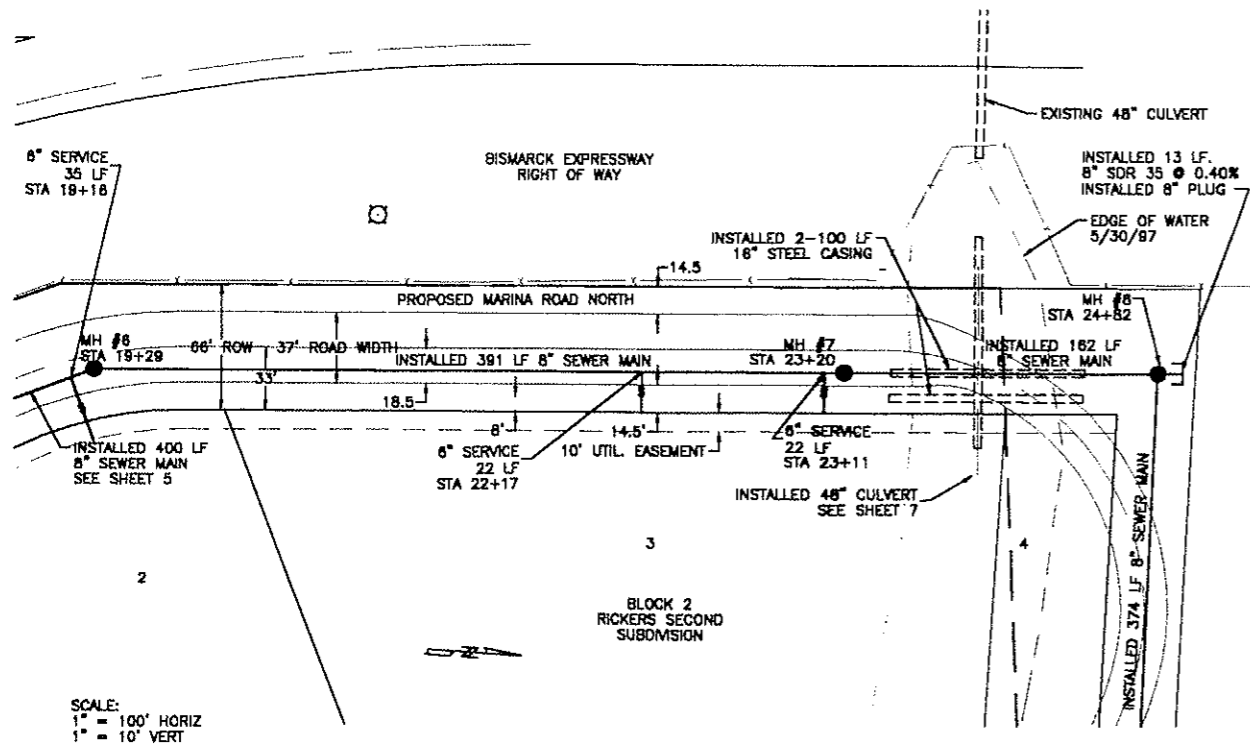 EXISTING 48" CULVERT
6" SERVICE
35 LF
STA 19+16
BISMARCK EXPRESSWAY
RIGHT OF WAY
INSTALLED 13 LF.
8" SDR 35 @ 0.40%
INSTALLED 8" PLUG
EDGE OF WATER
5/30/97
INSTALLED 2-100 LF
16" STEEL CASING
14.5
PROPOSED MARINA ROAD NORTH
MH #8
STA 24+82
MH #6
STA 19+29
66' ROW
37' ROAD WIDTH
INSTALLED 391 LF 8" SEWER MAIN
MH #7
STA 23+20
INSTALLED 162 LF
8" SEWER MAIN
33'
18.5
INSTALLED 400 LF
8" SEWER MAIN
SEE SHEET 5
8'
14.5'
6" SERVICE
22 LF
STA 22+17
10' UTIL. EASEMENT
6" SERVICE
22 LF
STA 23+11
INSTALLED 48" CULVERT
SEE SHEET 7
INSTALLED 374 LF 8" SEWER MAIN
2
3
4
BLOCK 2
RICKERS SECOND
SUBDIVISION
SCALE:
1" = 100' HORIZ
1" = 10' VERT